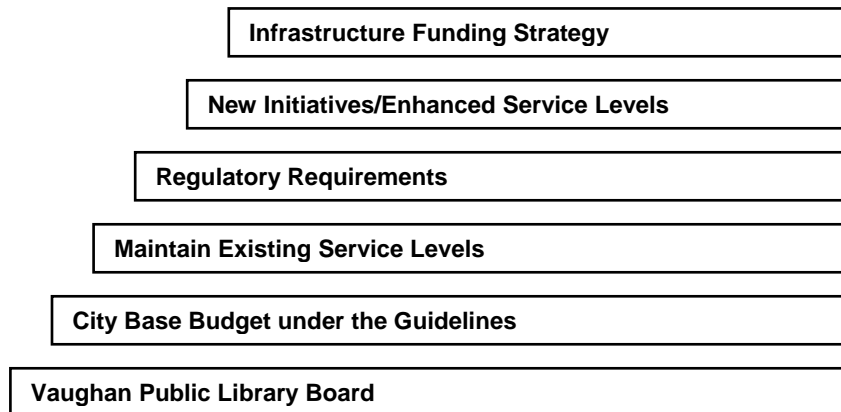 Infrastructure Funding Strategy
New Initiatives/Enhanced Service Levels
Regulatory Requirements
Maintain Existing Service Levels
City Base Budget under the Guidelines
Vaughan Public Library Board